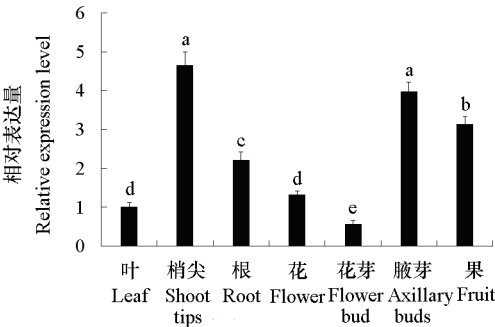 相对表达量
Relative expression level
6
5
4
3
2
1
0
d
a
c
d
e
a
b
叶 梢尖 根 花 花芽 腋芽 果
Leaf Shoot Root Flower Flower Axillary Fruit
tips bud buds